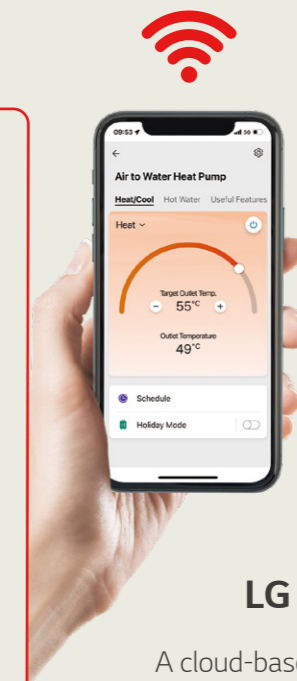 09:53
5G
Air to Water Heat Pump
Heat/Cool Hot Water Useful Features
Heat
Target Outlet Temp.
− 55°C +
Outlet Temperature
49°C
Schedule
Holiday Mode
LG
A cloud-base